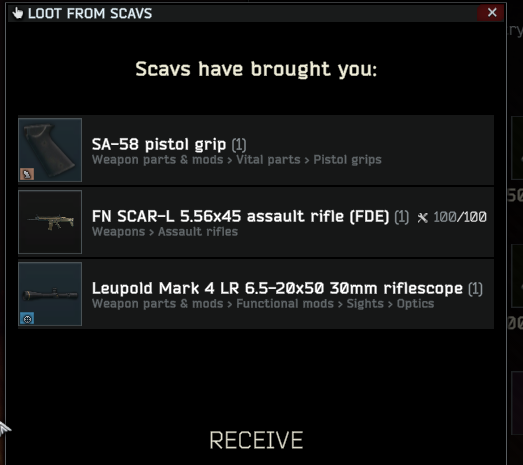 LOOT FROM SCAVS
Scavs have brought you:
SA-58 pistol grip (1)
Weapon parts & mods > Vital parts > Pistol grips
FN SCAR-L 5.56x45 assault rifle (FDE) (1) 100/100
Weapons > Assault rifles
Leupold Mark 4 LR 6.5-20x50 30mm riflescope (1)
Weapon parts & mods > Functional mods > Sights > Optics
RECEIVE